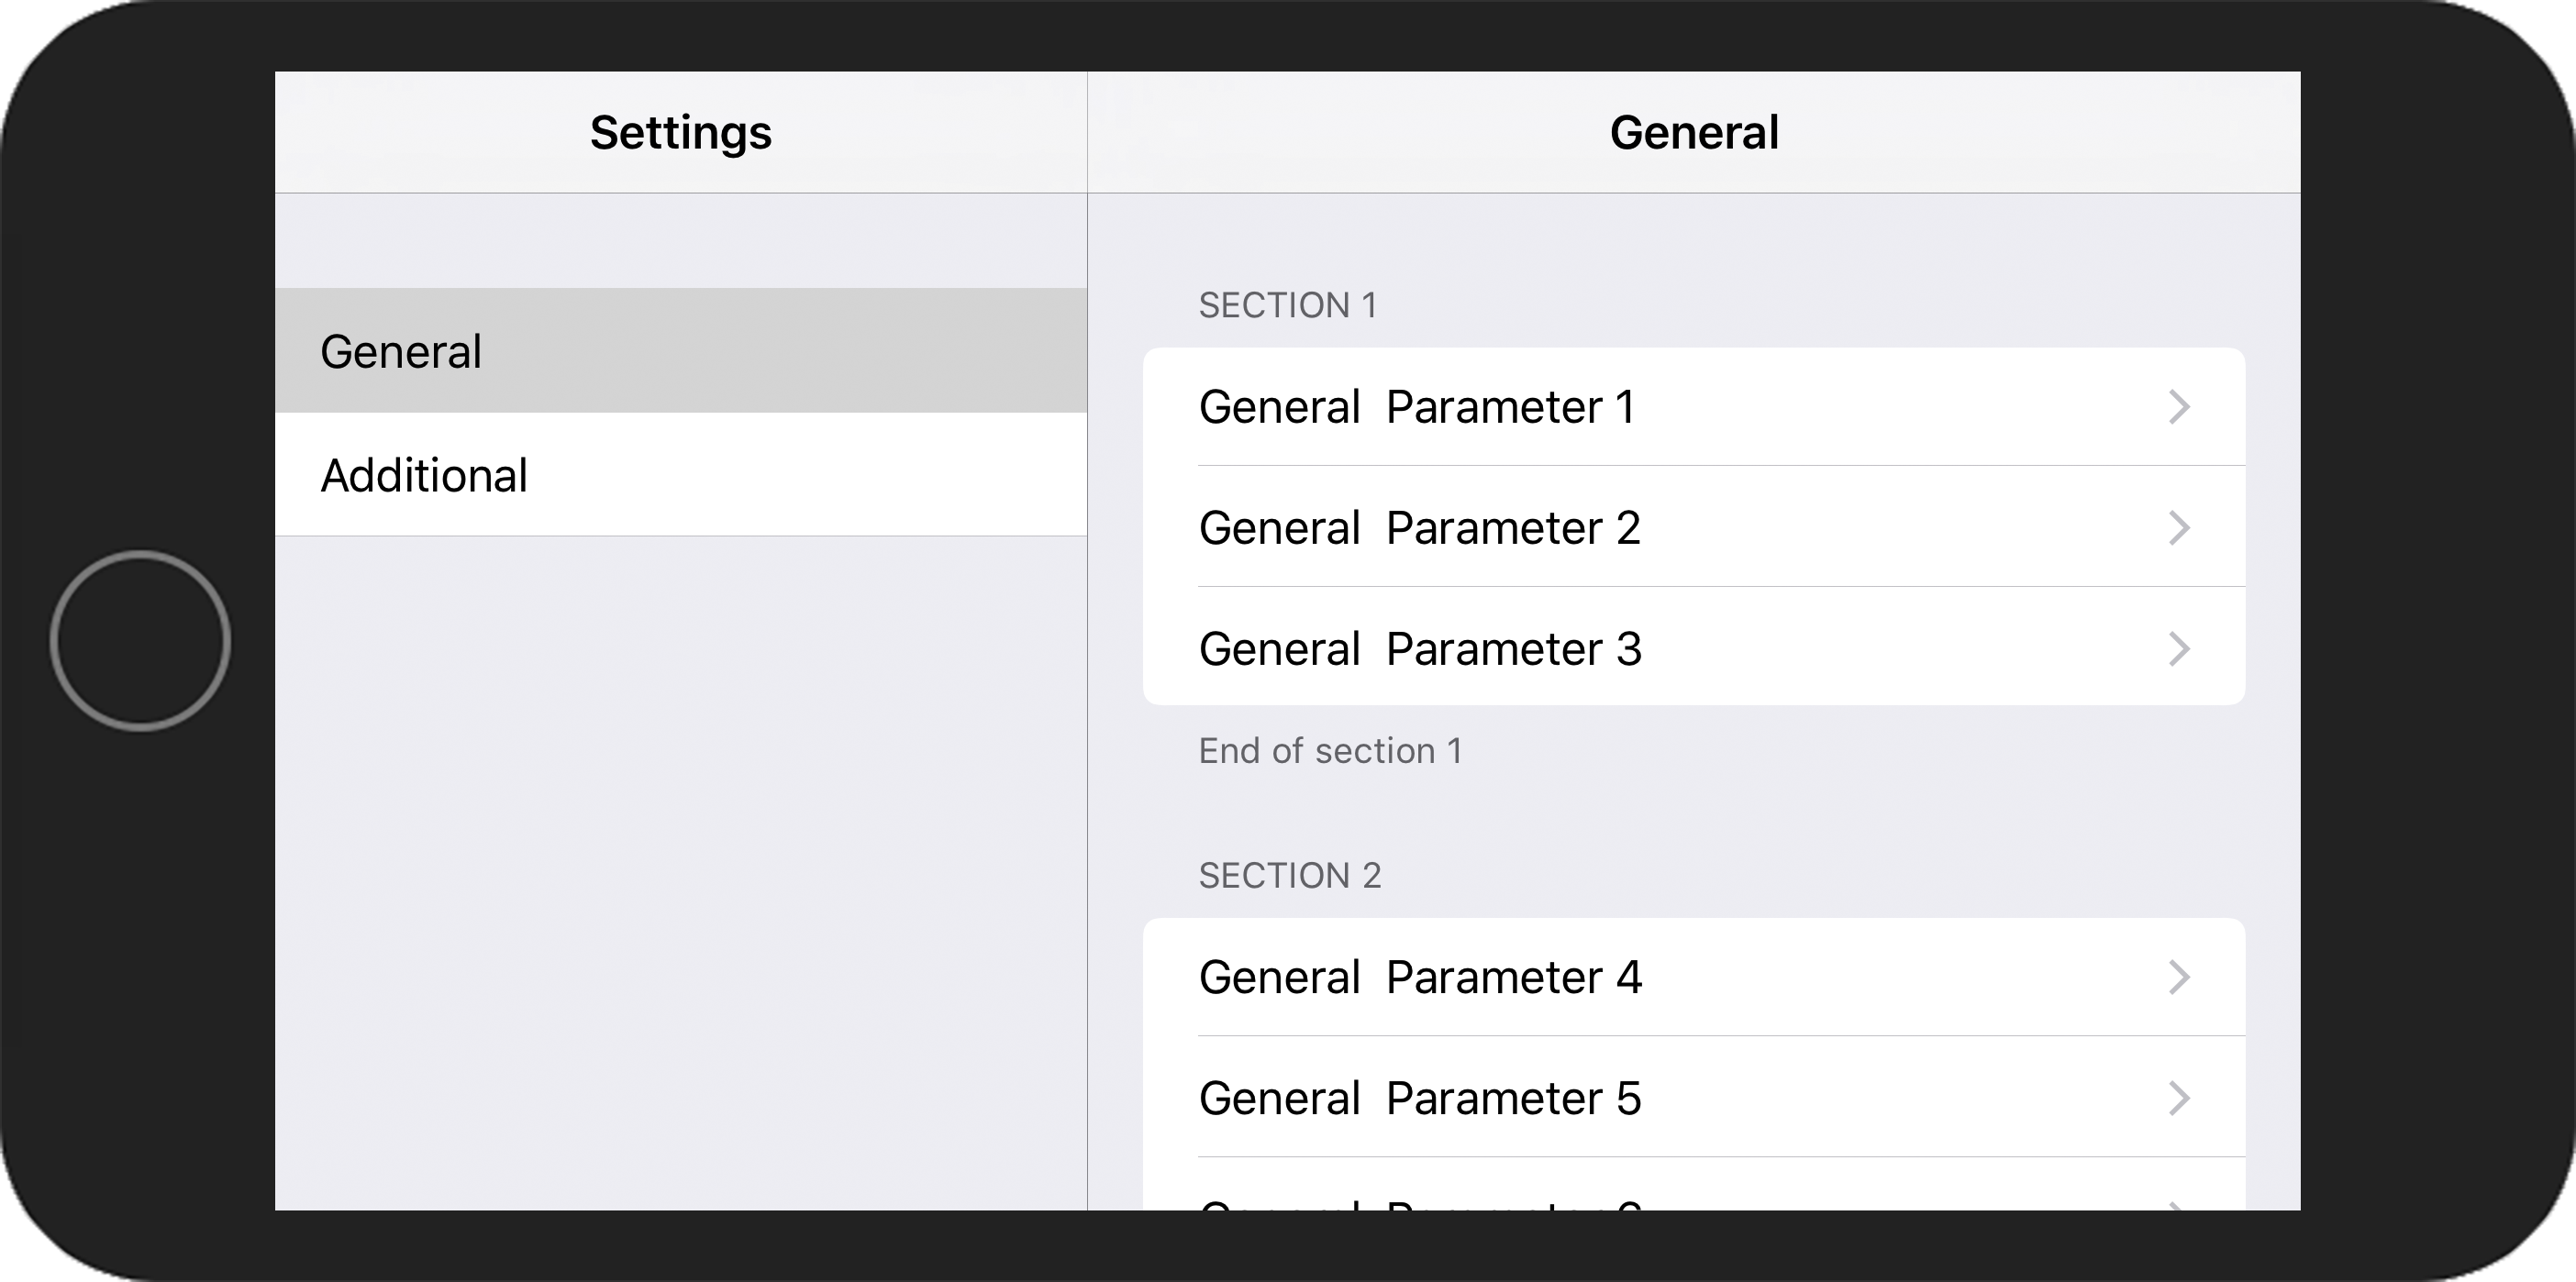 Settings
General
Additional
General
SECTION 1
General  Parameter 1
General  Parameter 2
General  Parameter 3
End of section 1
SECTION 2
General  Parameter 4
General  Parameter 5